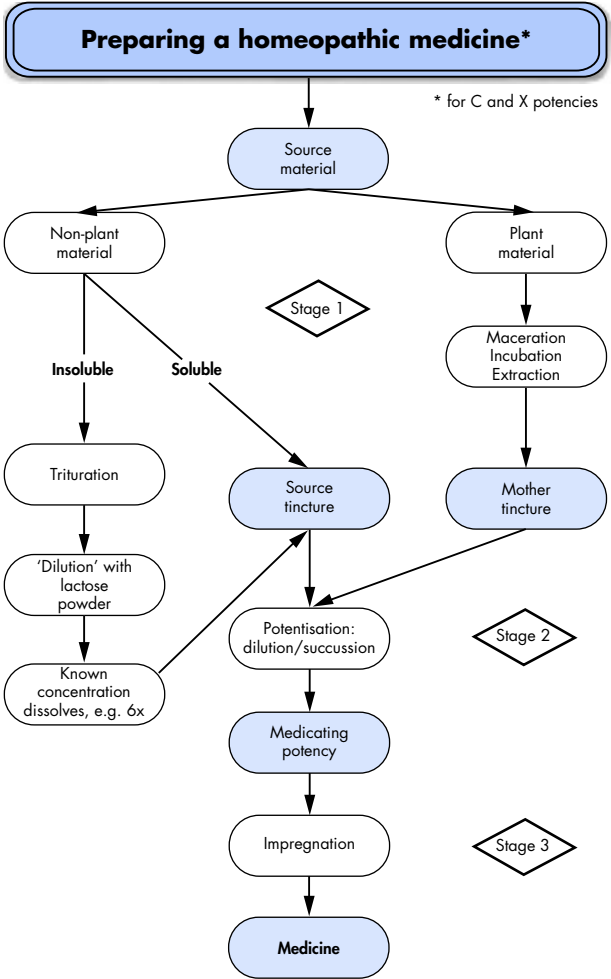 Preparing a homeopathic medicine*
* for C and X potencies
Source
material
Non-plant
material
Plant
material
Stage 1
Maceration
Incubation
Extraction
Insoluble
Soluble
Trituration
Source
tincture
Mother
tincture
‘Dilution’ with
lactose
powder
Potentisation:
dilution/succussion
Stage 2
Known
concentration
dissolves, e.g. 6x
Medicating
potency
Impregnation
Stage 3
Medicine